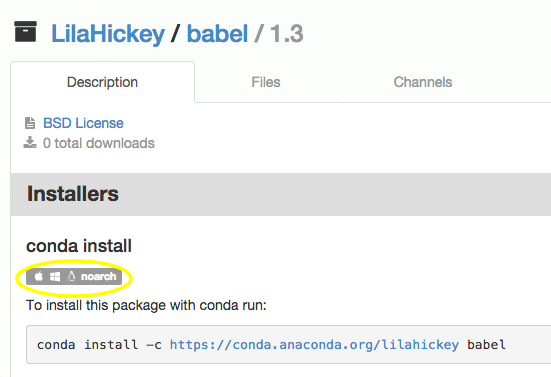 LilaHickey / babel / 1.3
Description Files Channels
BSD License
0 total downloads
Installers
conda install
noarch
To install this package with conda run:
conda install -c https://conda.anaconda.org/lilahickey babel